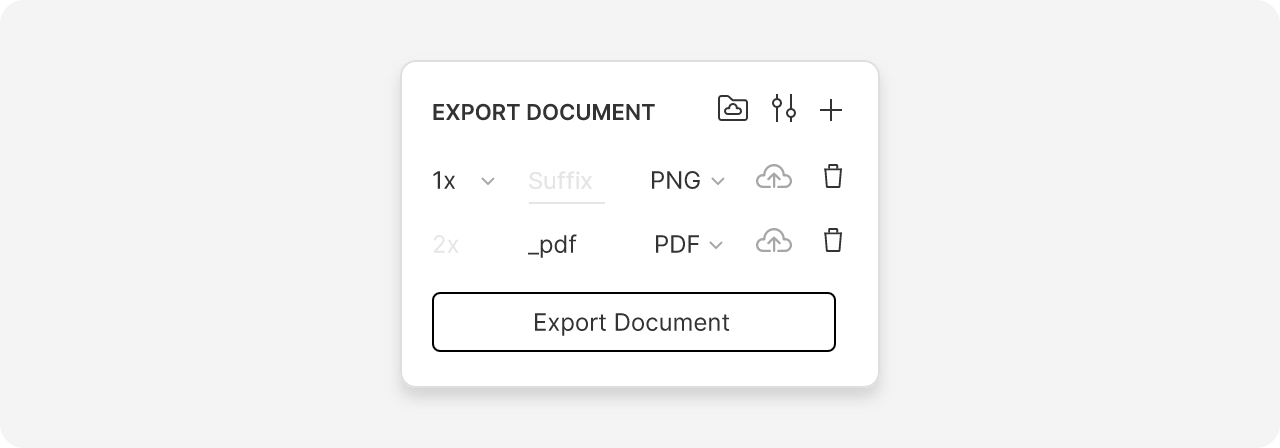 EXPORT DOCUMENT
1x Suffix PNG
2x _pdf PDF
Export Document